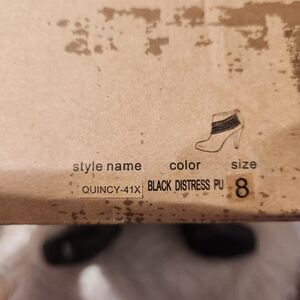 style name color size
QUINCY-41X BLACK DISTRESS PU 8